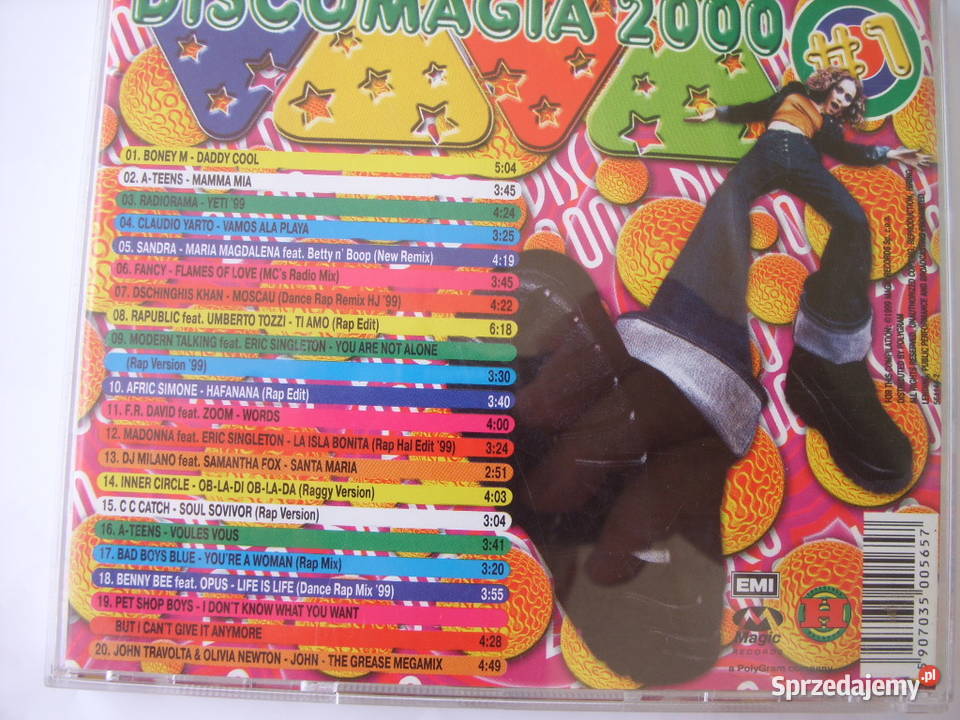 DISCOMAGIA 2000
#1
01. BONEY M - DADDY COOL 5:04
02. A-TEENS - MAMMA MIA 3:45
03. RADIORAMA - YETI '99 4:24
04. CLAUDIO YARTO - VAMOS ALA PLAYA 3:25
05. SANDRA - MARIA MAGDALENA feat. Betty n' Boop (New Remix) 4:19
06. FANCY - FLAMES OF LOVE (MC's Radio Mix) 3:45
07. DSCHINGHIS KHAN - MOSCAU (Dance Rap Remix HJ '99) 4:22
08. RAPUBLIC feat. UMBERTO TOZZI - TI AMO (Rap Edit) 6:18
09. MODERN TALKING feat. ERIC SINGLETON - YOU ARE NOT ALONE
(Rap Version '99) 3:30
10. AFRIC SIMONE - HAFANANA (Rap Edit) 3:40
11. F.R. DAVID feat. ZOOM - WORDS 4:00
12. MADONNA feat. ERIC SINGLETON - LA ISLA BONITA (Rap Hal Edit '99) 3:24
13. DJ MILANO feat. SAMANTHA FOX - SANTA MARIA 2:51
14. INNER CIRCLE - OB-LA-DI OB-LA-DA (Raggy Version) 4:03
15. C C CATCH - SOUL SOVIVOR (Rap Version) 3:04
16. A-TEENS - VOULES VOUS 3:41
17. BAD BOYS BLUE - YOU'RE A WOMAN (Rap Mix) 3:20
18. BENNY BEE feat. OPUS - LIFE IS LIFE (Dance Rap Mix '99) 3:55
19. PET SHOP BOYS - I DON'T KNOW WHAT YOU WANT
BUT I CAN'T GIVE IT ANYMORE 4:28
20. JOHN TRAVOLTA & OLIVIA NEWTON - JOHN - THE GREASE MEGAMIX 4:49
FOR THIS COMPILATION: ©1999 MAGIC RECORDS Sp. z o.o.
DISTRIBUTED BY POLYGRAM
EMI
Magic
RECORDS
a PolyGram company
5 907035 005657
Sprzedajemy.pl